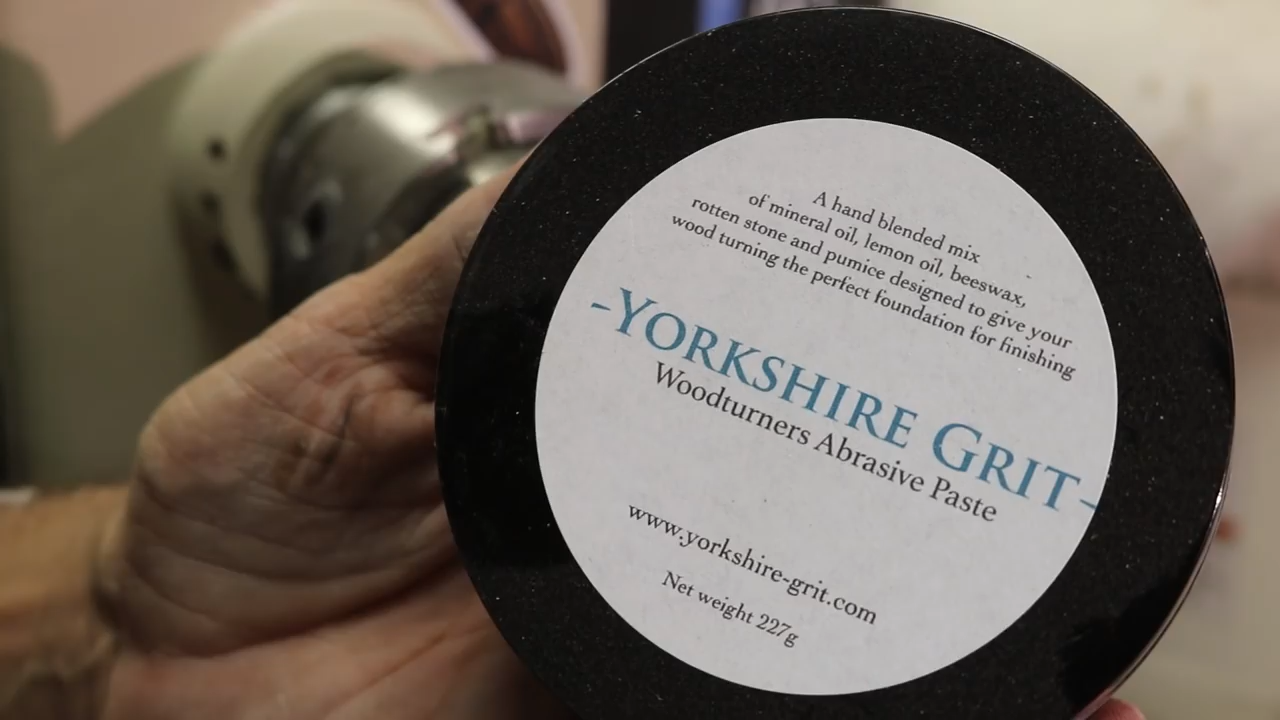 A hand blended mix
of mineral oil, lemon oil, beeswax,
rotten stone and pumice designed to give your
wood turning the perfect foundation for finishing
-YORKSHIRE GRIT-
Woodturners Abrasive Paste
www.yorkshire-grit.com
Net weight 227g